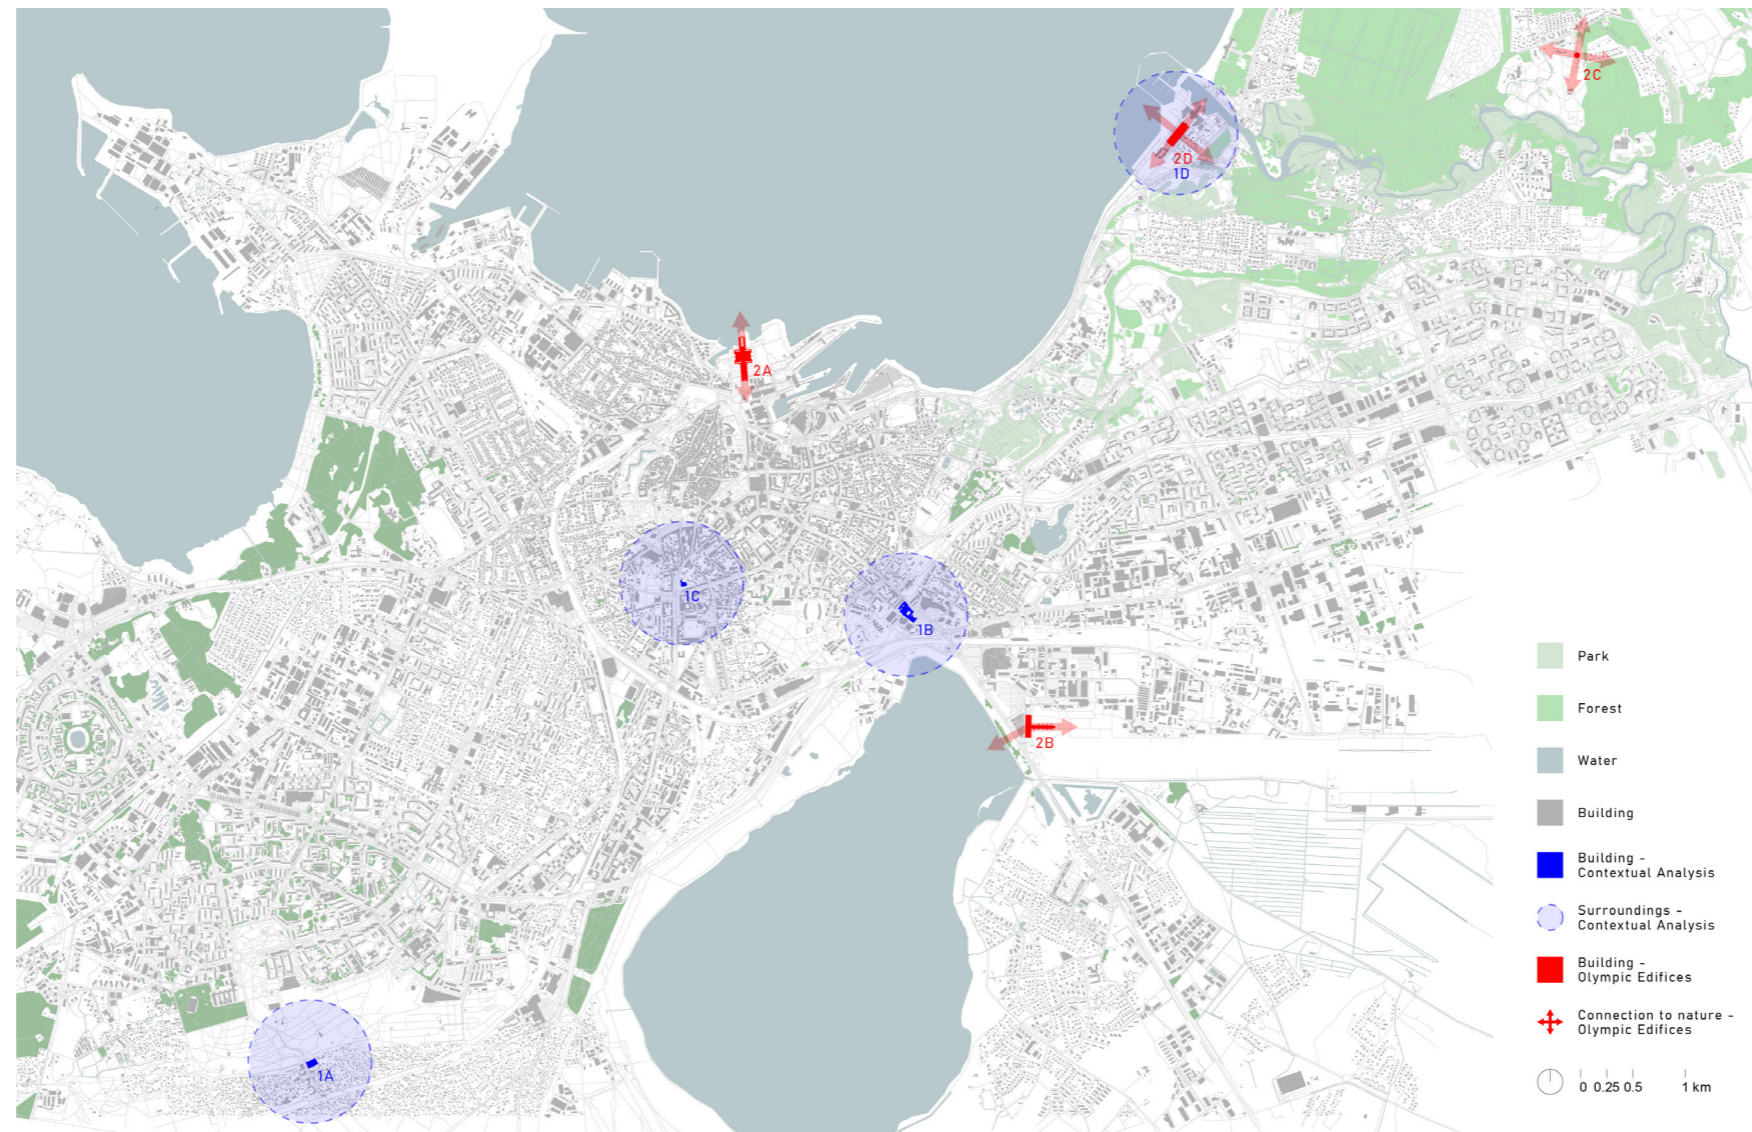 2C
2D
1D
2A
1C
1B
2B
1A
Park
Forest
Water
Building
Building -
Contextual Analysis
Surroundings -
Contextual Analysis
Building -
Olympic Edifices
Connection to nature -
Olympic Edifices
0 0.25 0.5 1 km